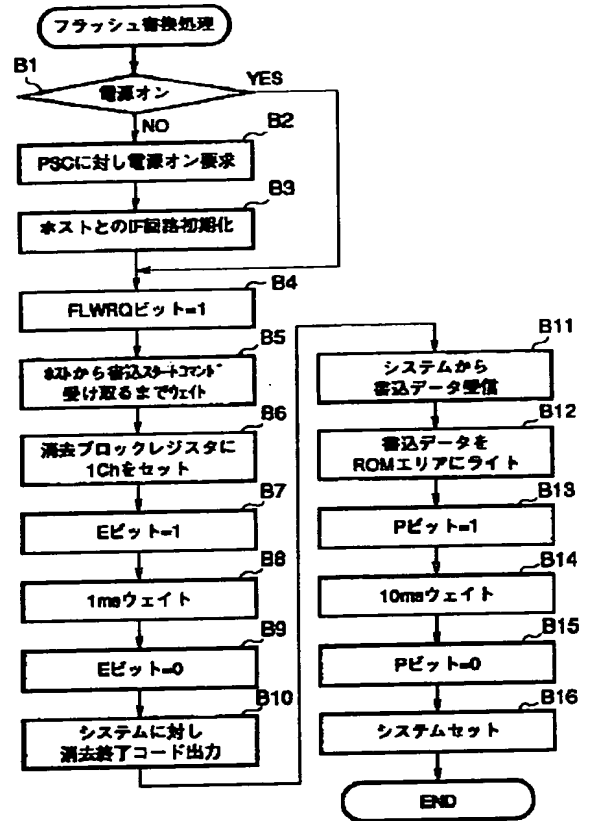 フラッシュ書換処理
B1
電源オン
YES
NO
B2
PSCに対し電源オン要求
B3
ホストとのIF回路初期化
B4
FLWRQビット=1
B5
ホストから書込スタートコマンド
受け取るまでウェイト
B6
消去ブロックレジスタに
1Chをセット
B7
Eビット=1
B8
1msウェイト
B9
Eビット=0
B10
システムに対し
消去終了コード出力
B11
システムから
書込データ受信
B12
書込データを
ROMエリアにライト
B13
Pビット=1
B14
10msウェイト
B15
Pビット=0
B16
システムセット
END